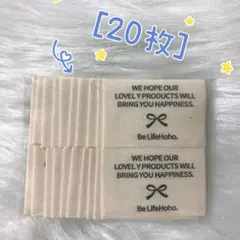 [20枚]
WE HOPE OUR
LOVELY PRODUCTS WILL
BRING YOU HAPPINESS.
Be LifeHoho.
WE HOPE OUR
LOVELY PRODUCTS WILL
BRING YOU HAPPINESS.
Be LifeHoho.